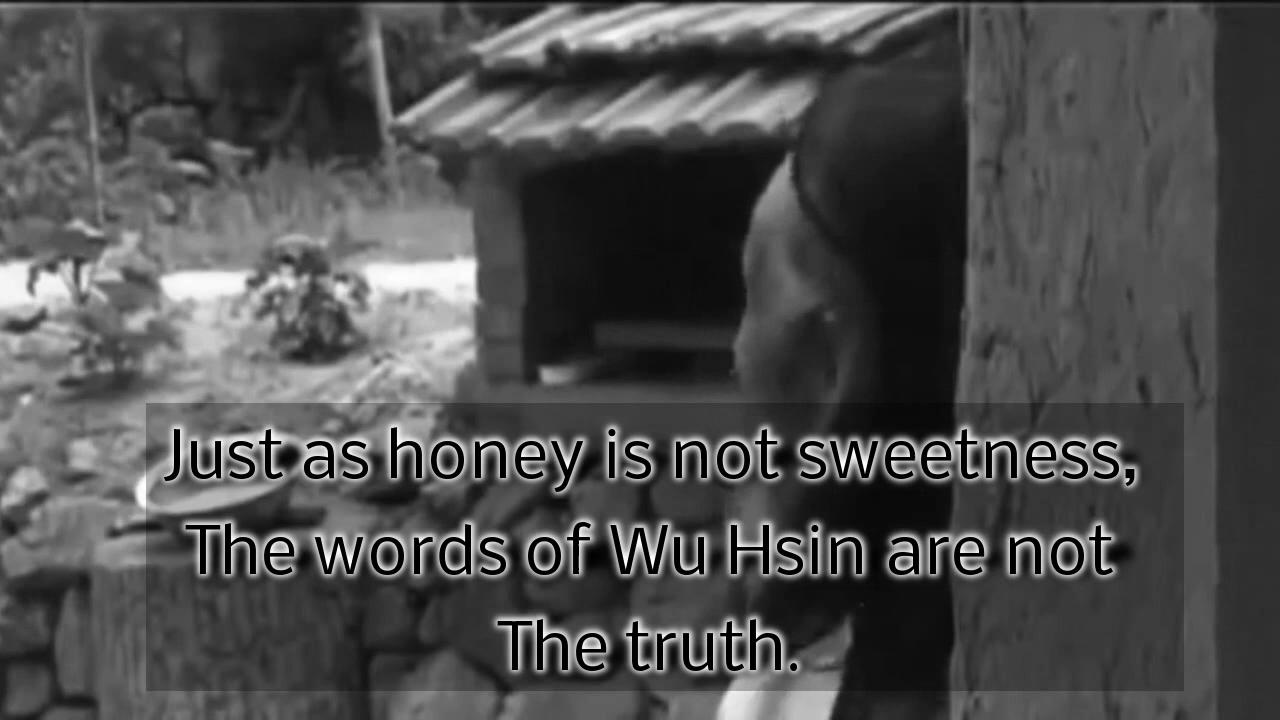 Just as honey is not sweetness,
The words of Wu Hsin are not
The truth.